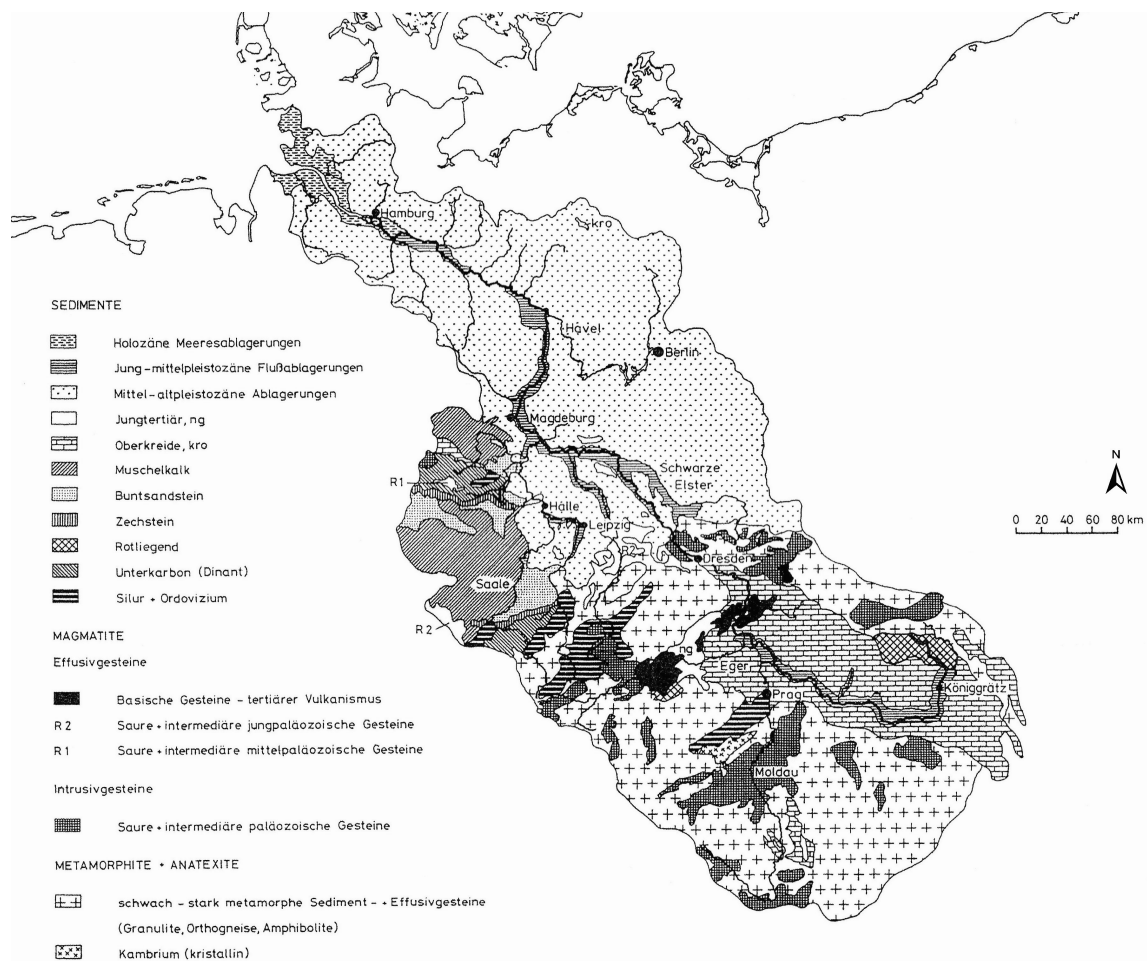 kro
Hamburg
Havel
Berlin
Magdeburg
Schwarze
Elster
R1
Halle
Leipzig
R2
Dresden
Saale
R2
ng
Eger
Prag
Königgrätz
Moldau
N
0 20 40 60 80 km
SEDIMENTE
Holozäne Meeresablagerungen
Jung-mittelpleistozäne Flußablagerungen
Mittel-altpleistozäne Ablagerungen
Jungtertiär, ng
Oberkreide, kro
Muschelkalk
Buntsandstein
Zechstein
Rotliegend
Unterkarbon (Dinant)
Silur + Ordovizium
MAGMATITE
Effusivgesteine
Basische Gesteine - tertiärer Vulkanismus
R 2 Saure + intermediäre jungpaläozoische Gesteine
R 1 Saure + intermediäre mittelpaläozoische Gesteine
Intrusivgesteine
Saure + intermediäre paläozoische Gesteine
METAMORPHITE + ANATEXITE
schwach - stark metamorphe Sediment - + Effusivgesteine
(Granulite, Orthogneise, Amphibolite)
Kambrium (kristallin)